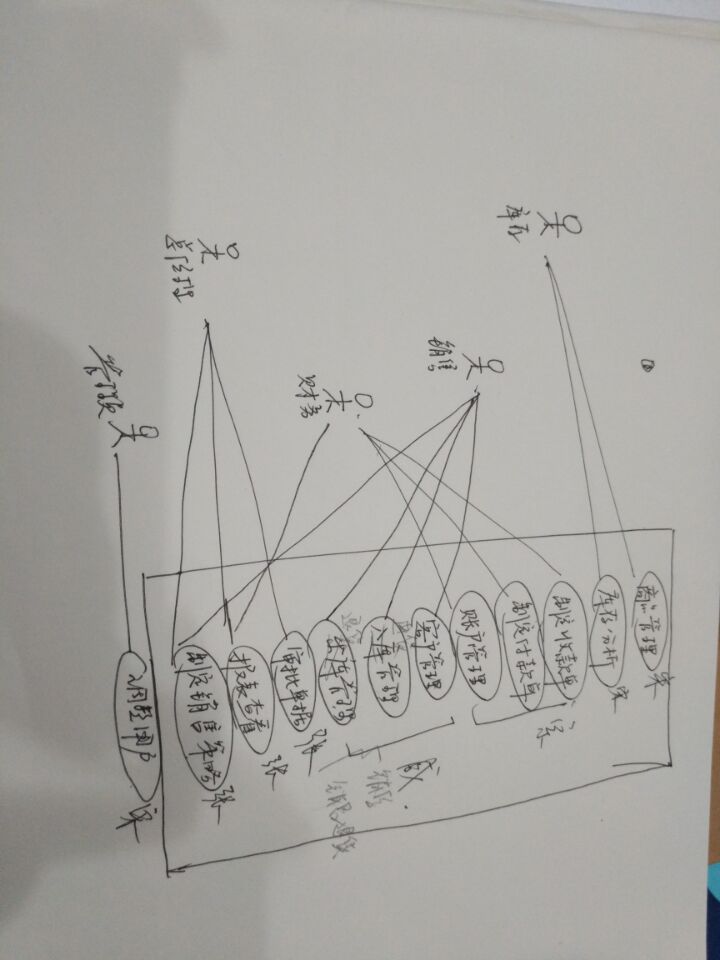 商品管理 宋
库存分析 宋
制定收款单
制定付款单 宋
账户管理
客户管理
入库管理 成
出库管理 销售
销售退货
审批单据 张
报表查看 张
制定销售策略 张
调整用户 宋
库存
销售
财务
总经理
管理员